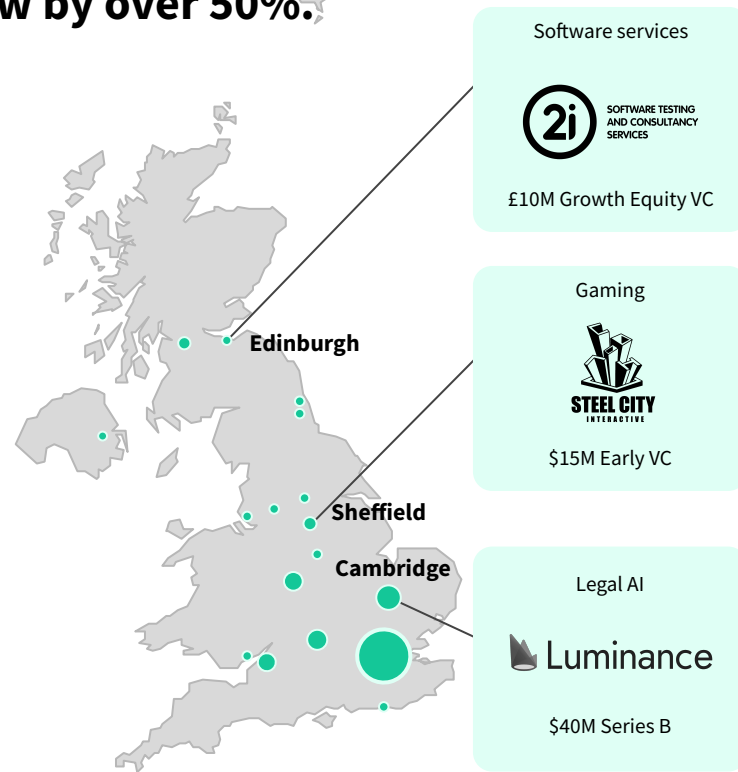 w by over 50%.
Software services
2i
SOFTWARE TESTING
AND CONSULTANCY
SERVICES
£10M Growth Equity VC
Gaming
STEEL CITY
INTERACTIVE
$15M Early VC
Edinburgh
Sheffield
Cambridge
Legal AI
Luminance
$40M Series B